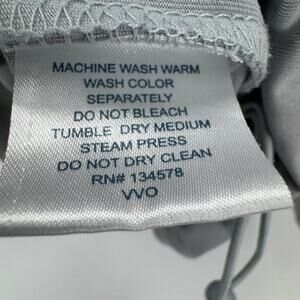 MACHINE WASH WARM
WASH COLOR
SEPARATELY
DO NOT BLEACH
TUMBLE DRY MEDIUM
STEAM PRESS
DO NOT DRY CLEAN
RN# 134578
VVO